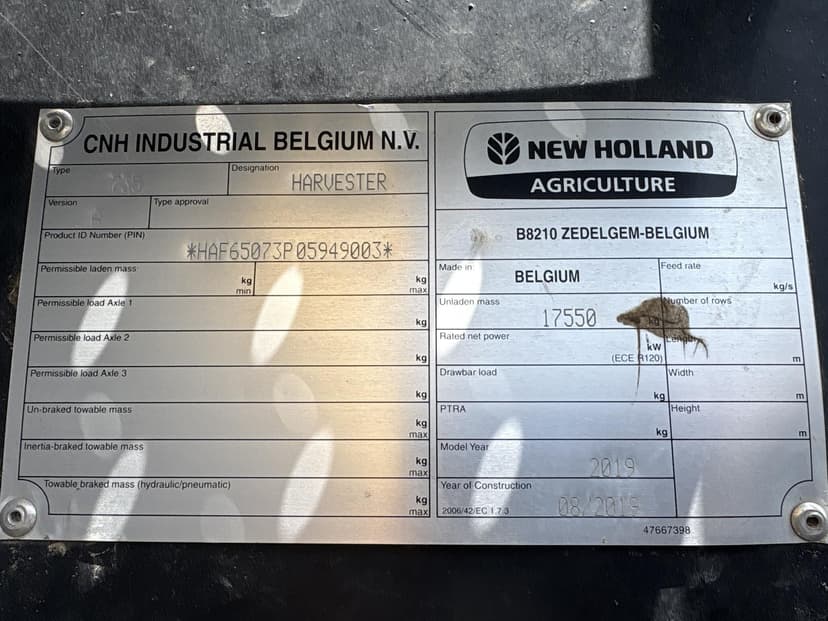 CNH INDUSTRIAL BELGIUM N.V.
Type
Designation
HARVESTER
Version
Type approval
Product ID Number (PIN)
*HAF65073P05949003*
Permissible laden mass
kg
min
kg
max
Permissible load Axle 1
kg
Permissible load Axle 2
kg
Permissible load Axle 3
kg
Un-braked towable mass
kg
max
Inertia-braked towable mass
kg
max
Towable braked mass (hydraulic/pneumatic)
kg
max
NEW HOLLAND
AGRICULTURE
B8210 ZEDELGEM-BELGIUM
Made in
BELGIUM
Feed rate
kg/s
Unladen mass
17550
kg
Number of rows
Rated net power
kW
(ECE R120)
Length
m
Drawbar load
kg
Width
m
PTRA
kg
Height
m
Model Year
2019
Year of Construction
2006/42/EC 1.7.3
08/2019
47667398